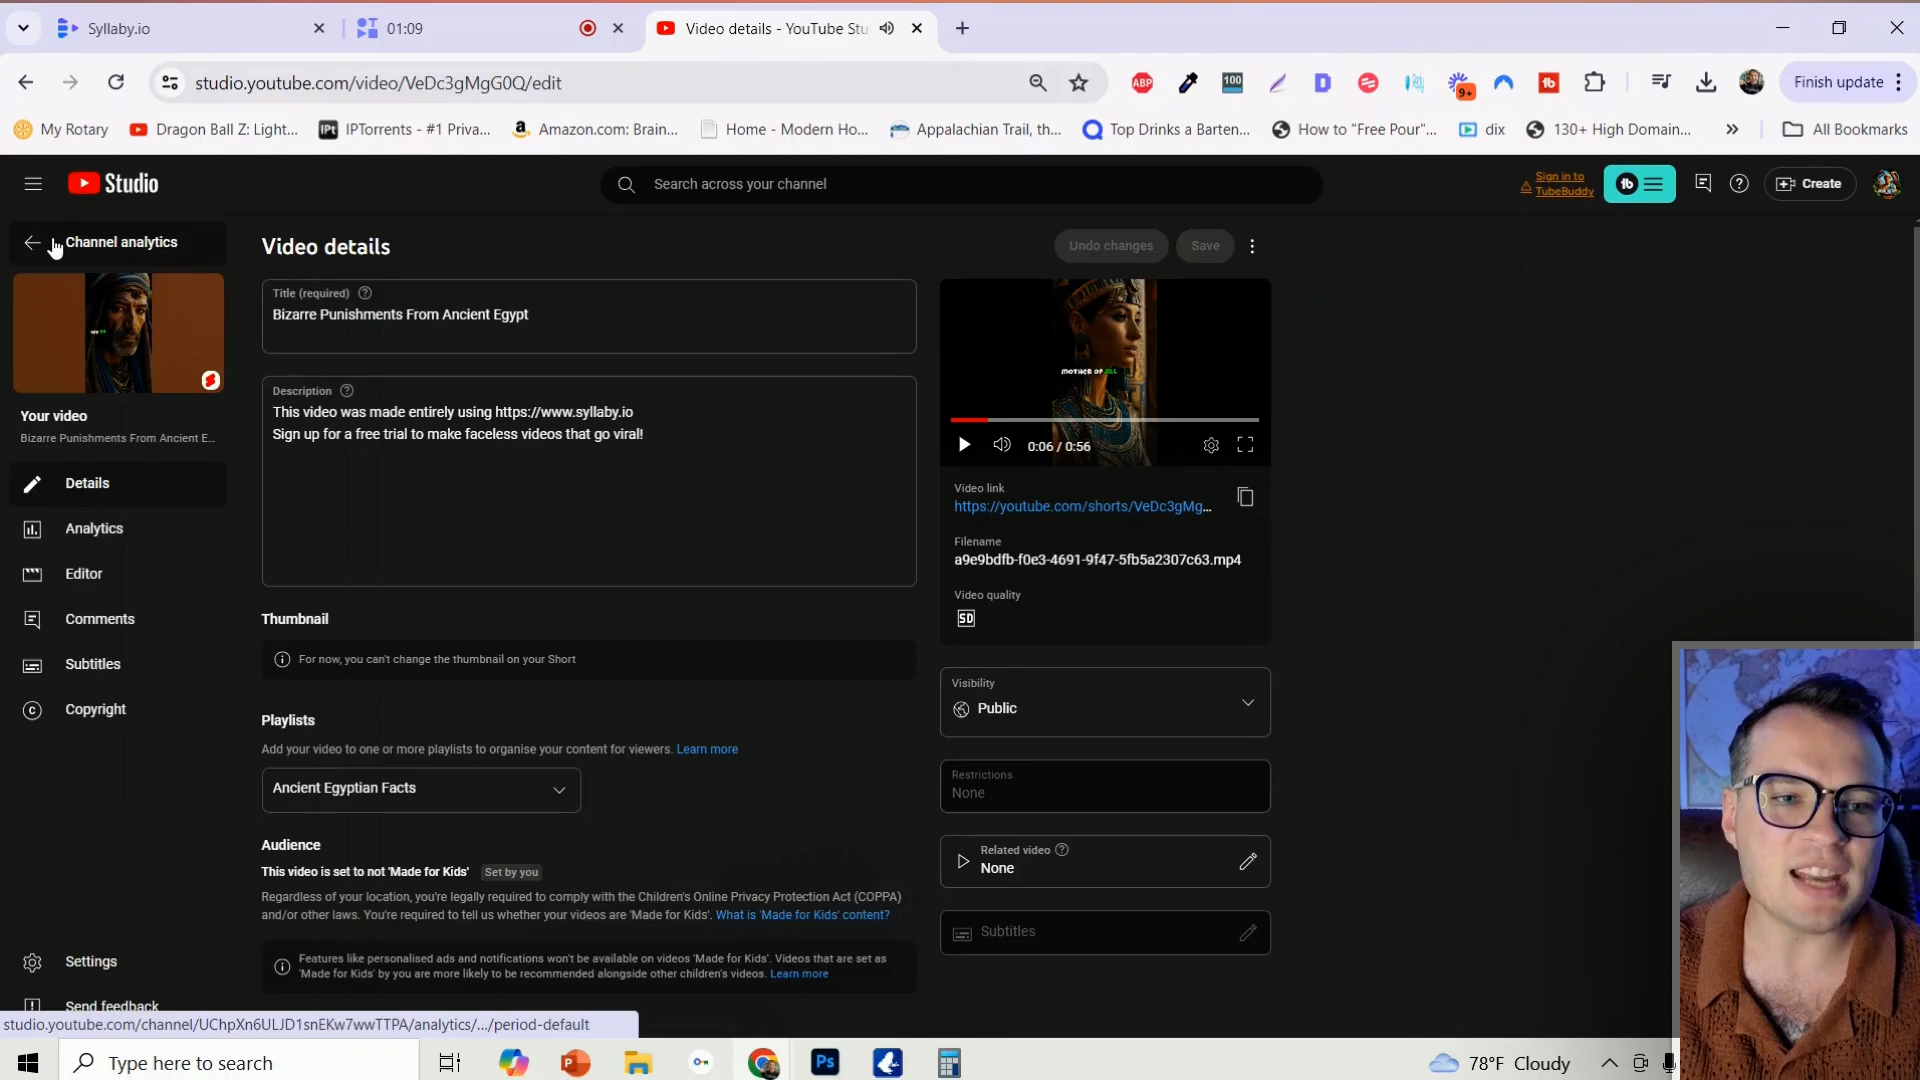 Syllaby.io
01:09
Video details - YouTube Stu
studio.youtube.com/video/VeDc3gMgG0Q/edit
ABP
100
9+
Finish update
My Rotary
Dragon Ball Z: Light...
IPTorrents - #1 Priva...
Amazon.com: Brain...
Home - Modern Ho...
Appalachian Trail, th...
Top Drinks a Barten...
How to "Free Pour"...
dix
130+ High Domain...
All Bookmarks
Studio
Search across your channel
Sign in to
TubeBuddy
Create
Channel analytics
Video details
Undo changes
Save
Title (required)
Bizarre Punishments From Ancient Egypt
Description
This video was made entirely using https://www.syllaby.io
Sign up for a free trial to make faceless videos that go viral!
MOTHER OF ALL
0:06 / 0:56
Your video
Bizarre Punishments From Ancient E...
Details
Analytics
Editor
Comments
Subtitles
Copyright
Settings
Send feedback
Video link
https://youtube.com/shorts/VeDc3gMg...
Filename
a9e9bdfb-f0e3-4691-9f47-5fb5a2307c63.mp4
Video quality
SD
Thumbnail
For now, you can't change the thumbnail on your Short
Visibility
Public
Playlists
Add your video to one or more playlists to organise your content for viewers. Learn more
Ancient Egyptian Facts
Restrictions
None
Audience
This video is set to not 'Made for Kids' Set by you
Regardless of your location, you're legally required to comply with the Children's Online Privacy Protection Act (COPPA)
and/or other laws. You're required to tell us whether your videos are 'Made for Kids'. What is 'Made for Kids' content?
Related video
None
Subtitles
Features like personalised ads and notifications won't be available on videos 'Made for Kids'. Videos that are set as
'Made for Kids' by you are more likely to be recommended alongside other children's videos. Learn more
studio.youtube.com/channel/UChpXn6ULJD1snEKw7wwTTPA/analytics/.../period-default
Type here to search
Ps
78°F Cloudy